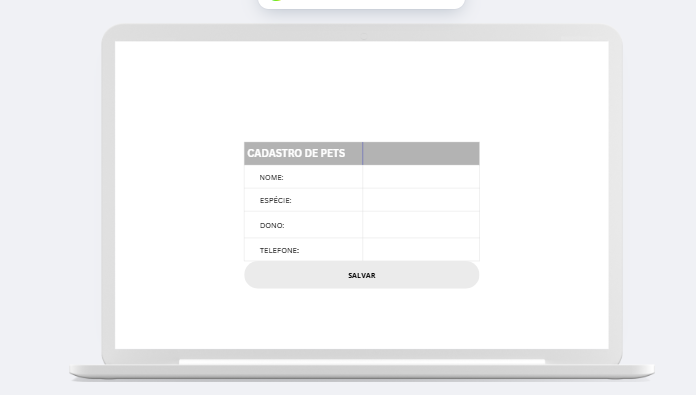 CADASTRO DE PETS
NOME:
ESPÉCIE:
DONO:
TELEFONE:
SALVAR